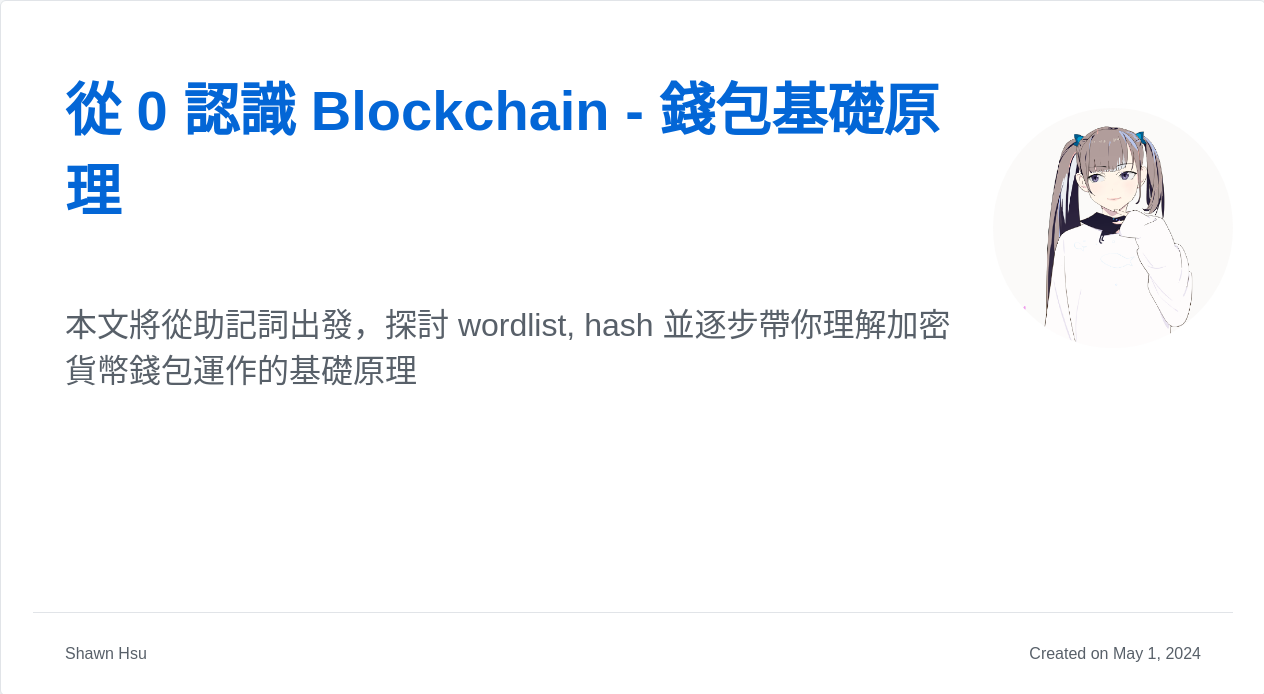 從 0 認識 Blockchain - 錢包基礎原
理
本文將從助記詞出發，探討 wordlist, hash 並逐步帶你理解加密
貨幣錢包運作的基礎原理
Shawn Hsu
Created on May 1, 2024